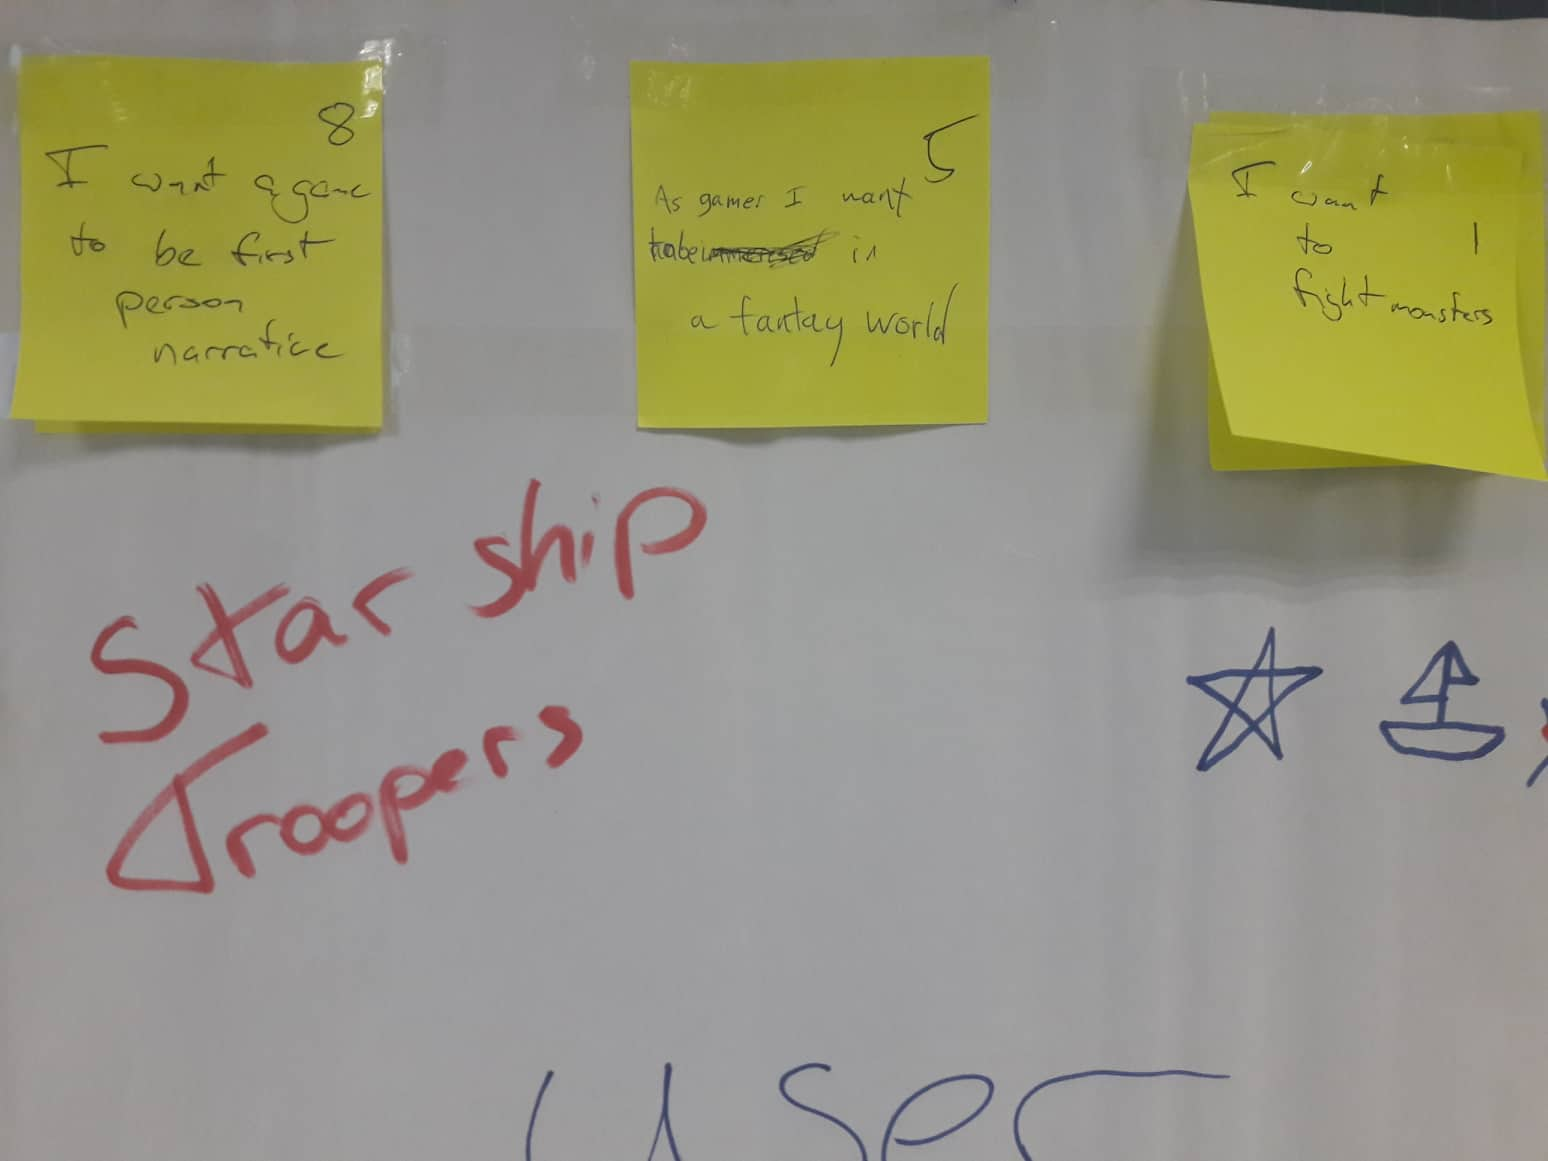 8
I want a game
to be first
person
narrative
5
As gamer I want
to be in
a fantay world
I want
to 1
fight monsters
Star ship
Troopers
user